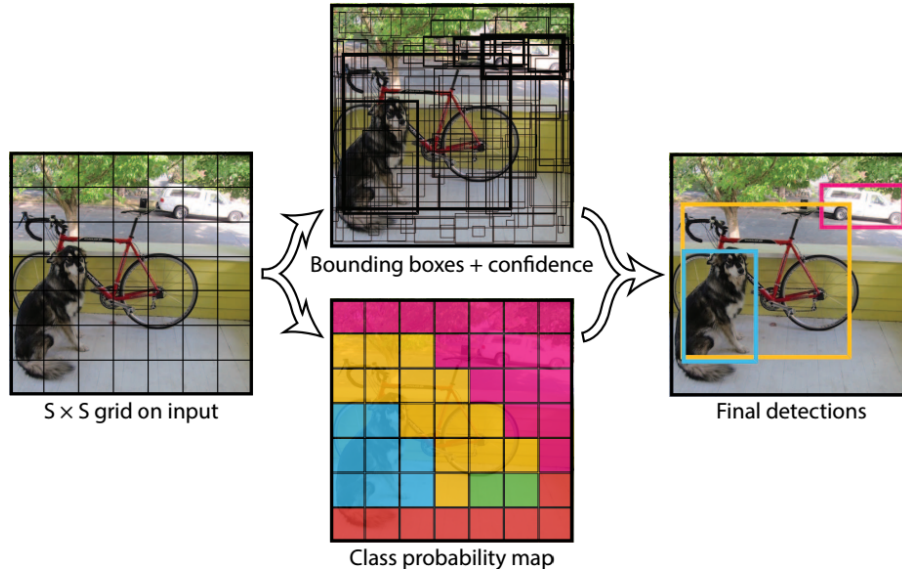 Bounding boxes + confidence
S × S grid on input
Final detections
Class probability map